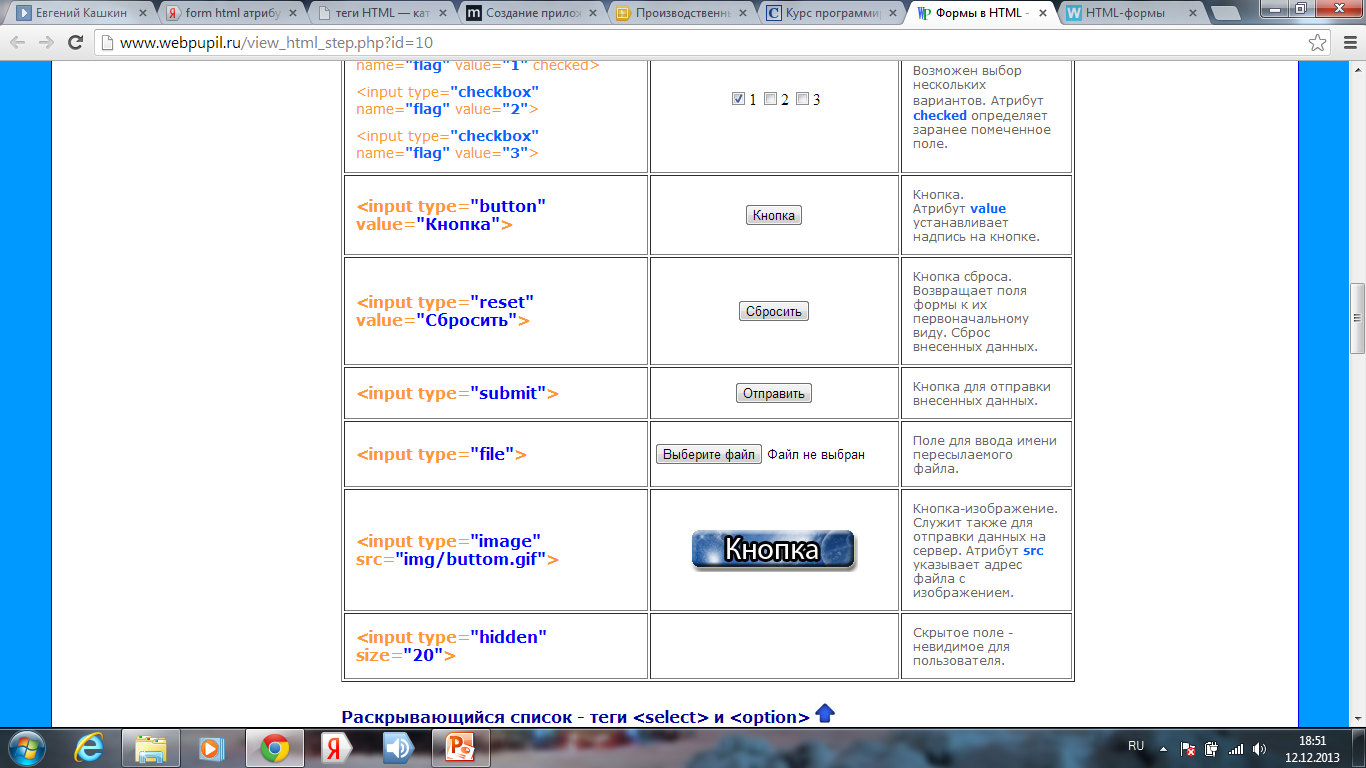 Евгений Кашкин
form html атрибу
теги HTML — кат
Создание прилож
Производственны
Курс программи
Формы в HTML -
HTML-формы
www.webpupil.ru/view_html_step.php?id=10
name="flag" value="1" checked>
<input type="checkbox"
name="flag" value="2">
<input type="checkbox"
name="flag" value="3">
1 2 3
Возможен выбор
нескольких
вариантов. Атрибут
checked определяет
заранее помеченное
поле.
<input type="button"
value="Кнопка">
Кнопка
Кнопка.
Атрибут value
устанавливает
надпись на кнопке.
<input type="reset"
value="Сбросить">
Сбросить
Кнопка сброса.
Возвращает поля
формы к их
первоначальному
виду. Сброс
внесенных данных.
<input type="submit">
Отправить
Кнопка для отправки
внесенных данных.
<input type="file">
Выберите файл Файл не выбран
Поле для ввода имени
пересылаемого
файла.
<input type="image"
src="img/buttom.gif">
Кнопка
Кнопка-изображение.
Служит также для
отправки данных на
сервер. Атрибут src
указывает адрес
файла с
изображением.
<input type="hidden"
size="20">
Скрытое поле -
невидимое для
пользователя.
Раскрывающийся список - теги <select> и <option>
RU
18:51
12.12.2013